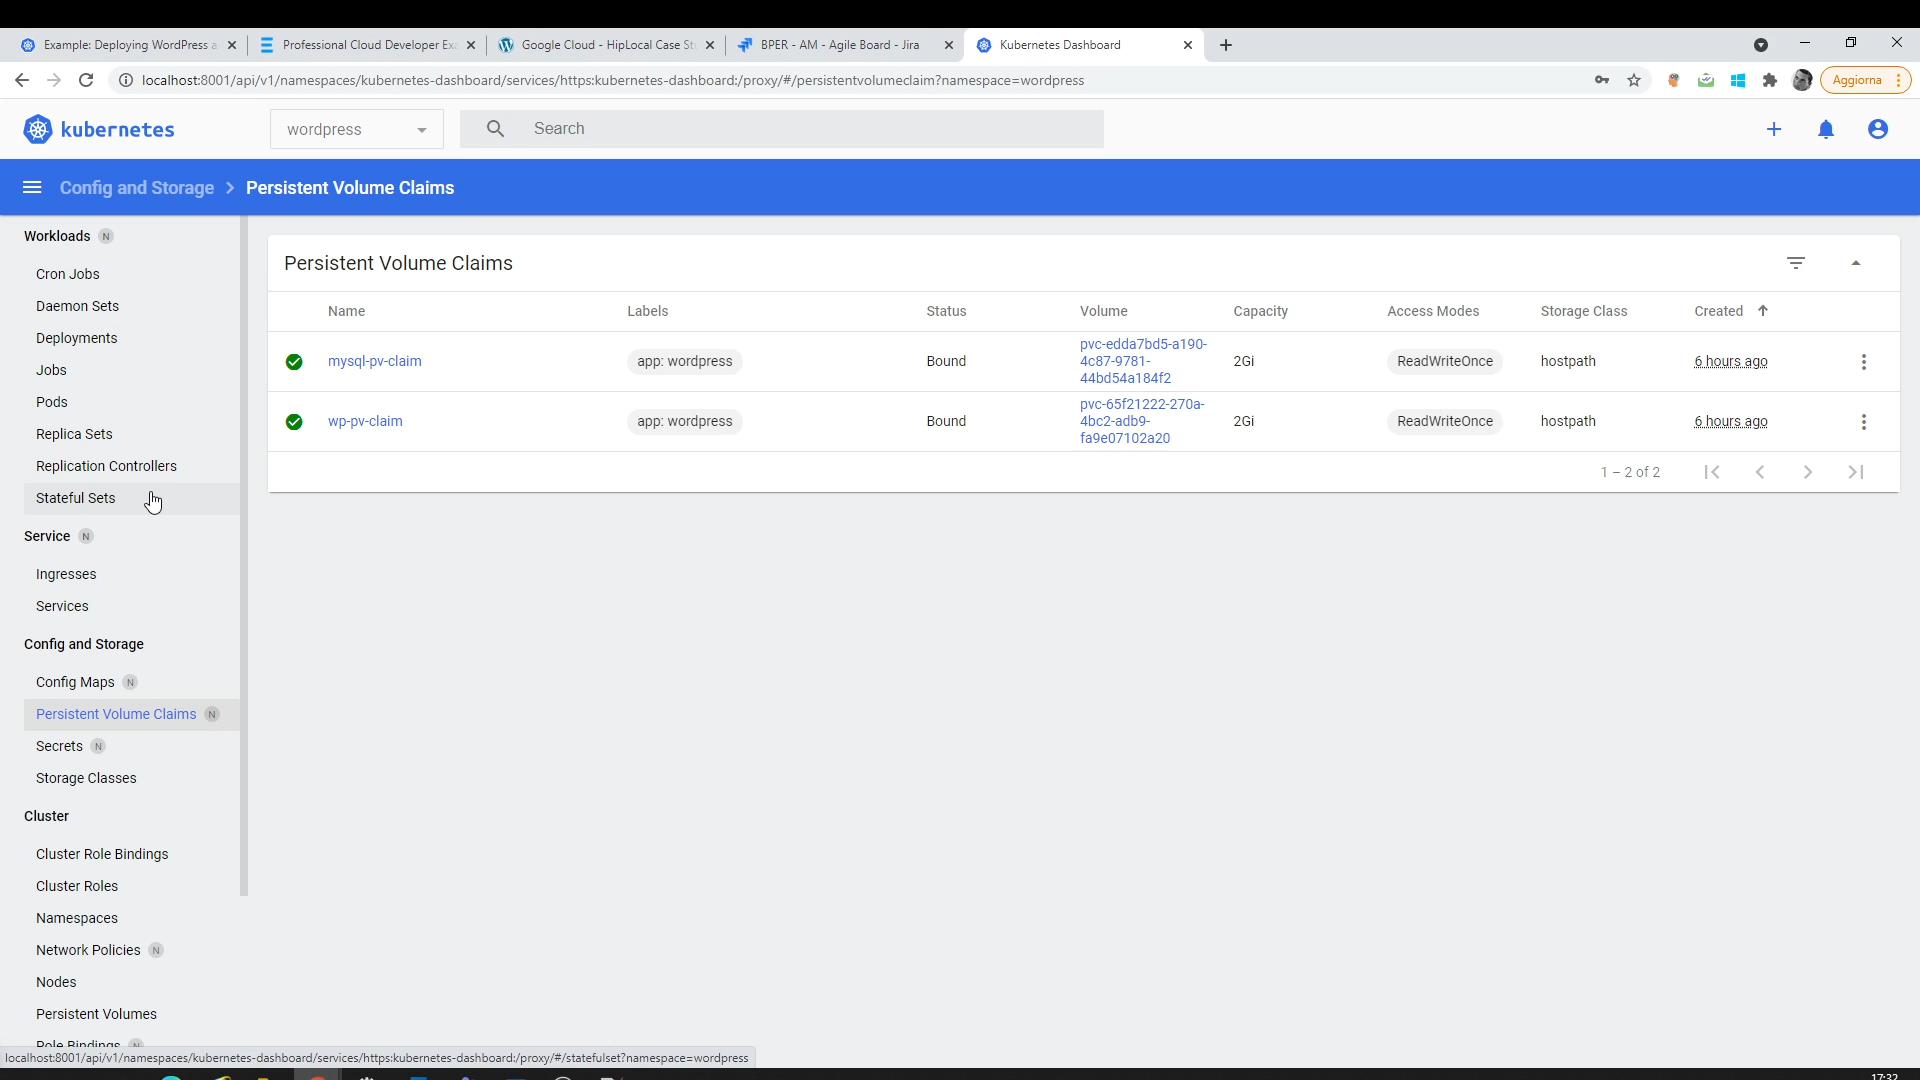 Example: Deploying WordPress a
Professional Cloud Developer Exa
Google Cloud - HipLocal Case St
BPER - AM - Agile Board - Jira
Kubernetes Dashboard
localhost:8001/api/v1/namespaces/kubernetes-dashboard/services/https:kubernetes-dashboard:/proxy/#/persistentvolumeclaim?namespace=wordpress
Aggiorna
kubernetes
wordpress
Search
Config and Storage
Persistent Volume Claims
Workloads N
Cron Jobs
Daemon Sets
Deployments
Jobs
Pods
Replica Sets
Replication Controllers
Stateful Sets
Service N
Ingresses
Services
Config and Storage
Config Maps N
Persistent Volume Claims N
Secrets N
Storage Classes
Cluster
Cluster Role Bindings
Cluster Roles
Namespaces
Network Policies N
Nodes
Persistent Volumes
Role Bindings N
Persistent Volume Claims
Name Labels Status Volume Capacity Access Modes Storage Class Created
mysql-pv-claim app: wordpress Bound pvc-edda7bd5-a190-
4c87-9781-
44bd54a184f2 2Gi ReadWriteOnce hostpath 6 hours ago
wp-pv-claim app: wordpress Bound pvc-65f21222-270a-
4bc2-adb9-
fa9e07102a20 2Gi ReadWriteOnce hostpath 6 hours ago
1 – 2 of 2
localhost:8001/api/v1/namespaces/kubernetes-dashboard/services/https:kubernetes-dashboard:/proxy/#/statefulset?namespace=wordpress
17:32